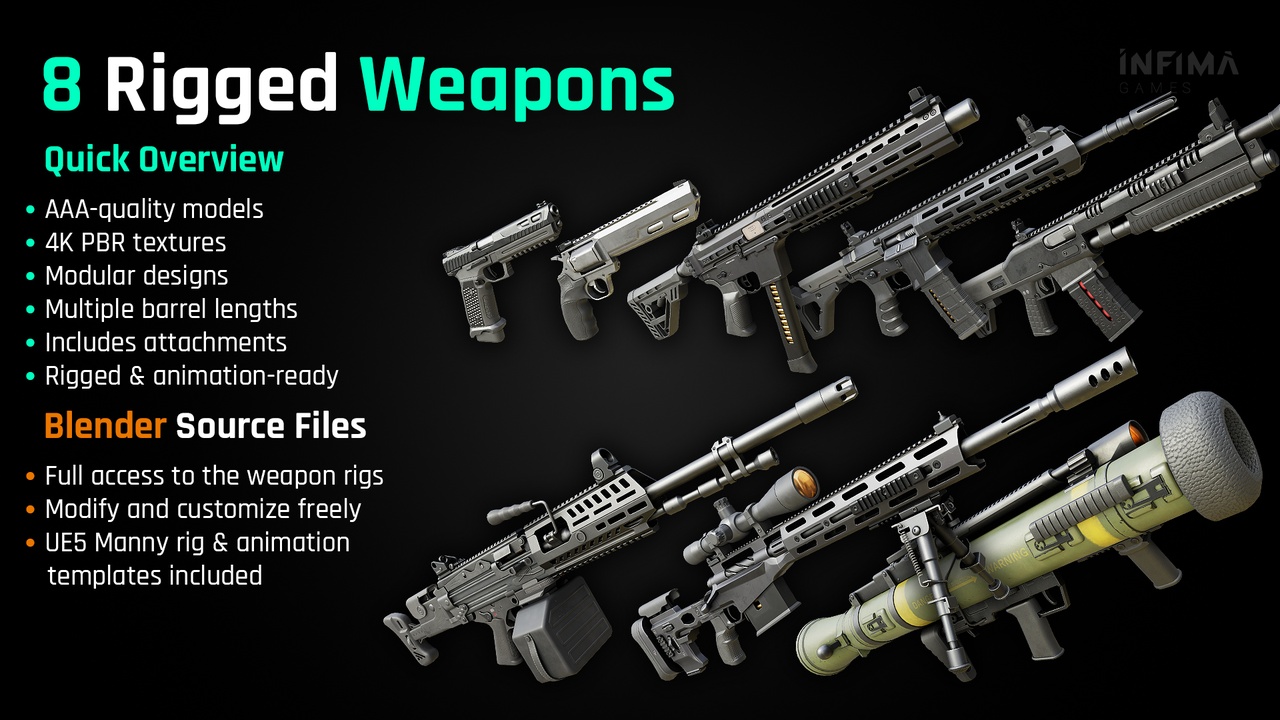 8 Rigged Weapons
Quick Overview
• AAA-quality models
• 4K PBR textures
• Modular designs
• Multiple barrel lengths
• Includes attachments
• Rigged & animation-ready
Blender Source Files
• Full access to the weapon rigs
• Modify and customize freely
• UE5 Manny rig & animation
templates included
INFIMA
GAMES
WARNING